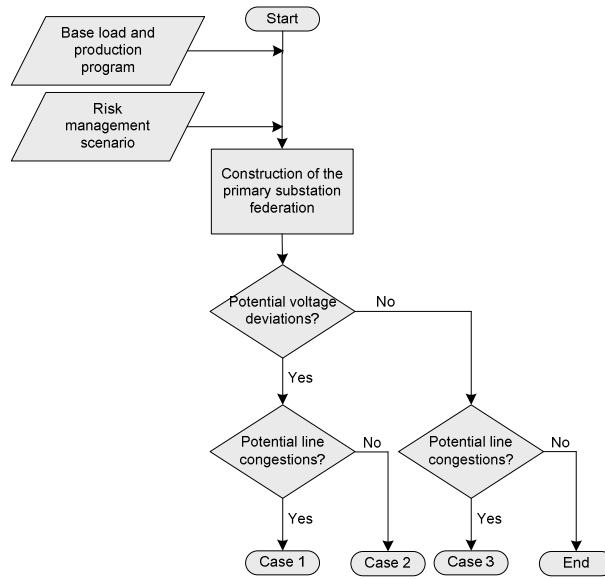 Start
Base load and
production
program
Risk
management
scenario
Construction of the
primary substation
federation
Potential voltage
deviations?
No
Yes
Potential line
congestions?
No
Potential line
congestions?
No
Yes
Yes
Case 1
Case 2
Case 3
End